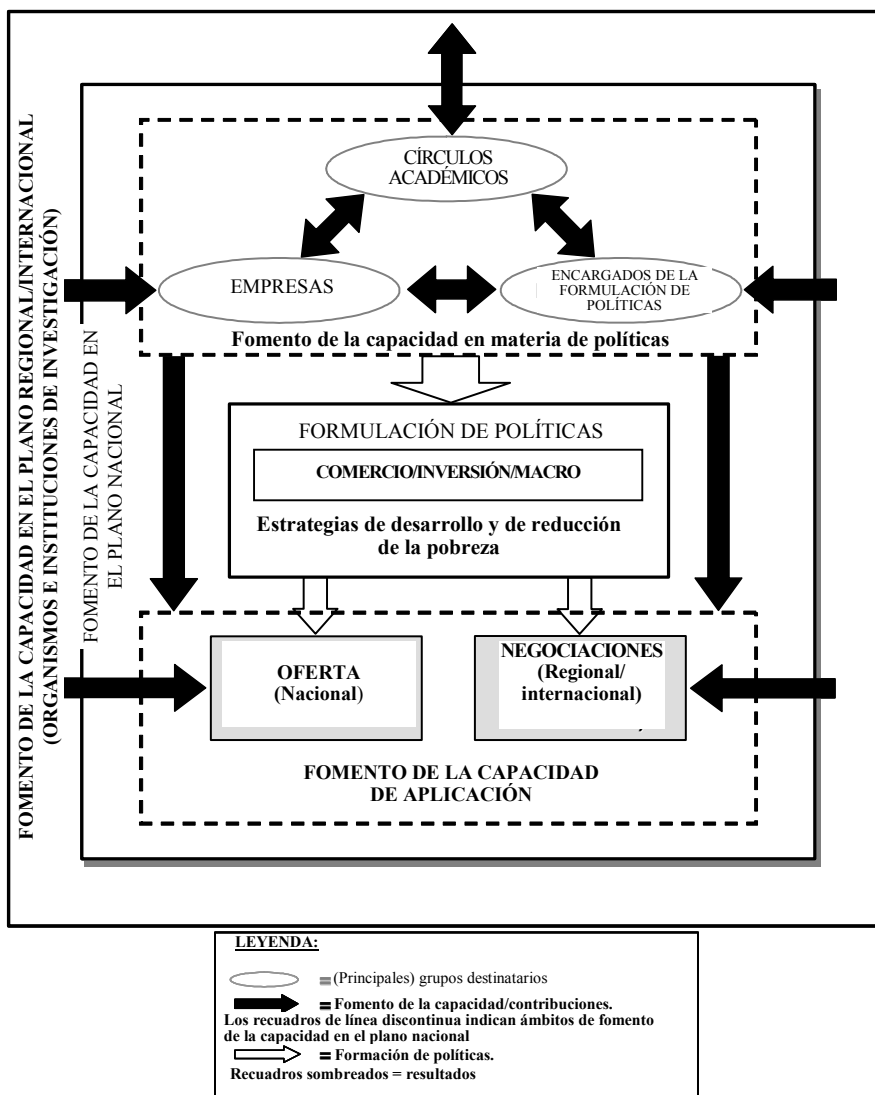 FOMENTO DE LA CAPACIDAD EN EL PLANO REGIONAL/INTERNACIONAL
(ORGANISMOS E INSTITUCIONES DE INVESTIGACIÓN)
FOMENTO DE LA CAPACIDAD EN
EL PLANO NACIONAL
CÍRCULOS
ACADÉMICOS
EMPRESAS
ENCARGADOS DE LA
FORMULACIÓN DE
POLÍTICAS
Fomento de la capacidad en materia de políticas
FORMULACIÓN DE POLÍTICAS
COMERCIO/INVERSIÓN/MACRO
Estrategias de desarrollo y de reducción
de la pobreza
OFERTA
(Nacional)
NEGOCIACIONES
(Regional/
internacional)
FOMENTO DE LA CAPACIDAD
DE APLICACIÓN
LEYENDA:
= (Principales) grupos destinatarios
= Fomento de la capacidad/contribuciones.
Los recuadros de línea discontinua indican ámbitos de fomento
de la capacidad en el plano nacional
= Formación de políticas.
Recuadros sombreados = resultados